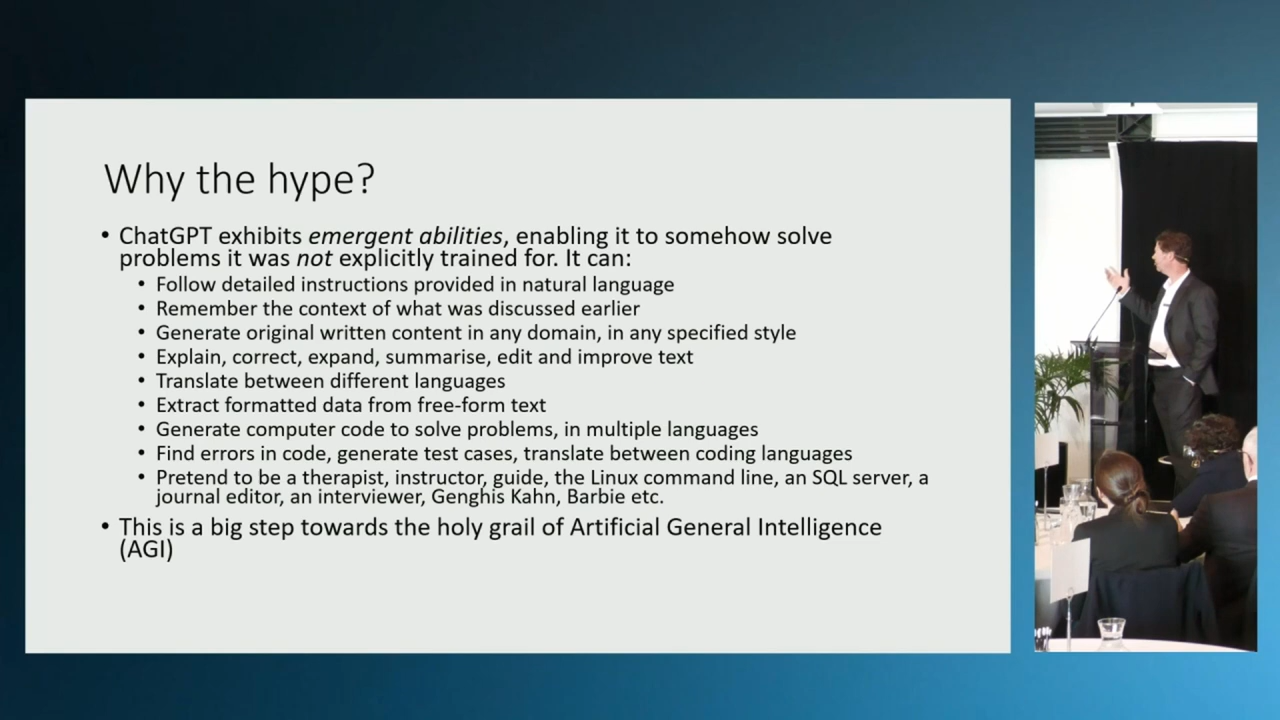 Why the hype?
• ChatGPT exhibits emergent abilities, enabling it to somehow solve
problems it was not explicitly trained for. It can:
• Follow detailed instructions provided in natural language
• Remember the context of what was discussed earlier
• Generate original written content in any domain, in any specified style
• Explain, correct, expand, summarise, edit and improve text
• Translate between different languages
• Extract formatted data from free-form text
• Generate computer code to solve problems, in multiple languages
• Find errors in code, generate test cases, translate between coding languages
• Pretend to be a therapist, instructor, guide, the Linux command line, an SQL server, a
journal editor, an interviewer, Genghis Kahn, Barbie etc.
• This is a big step towards the holy grail of Artificial General Intelligence
(AGI)